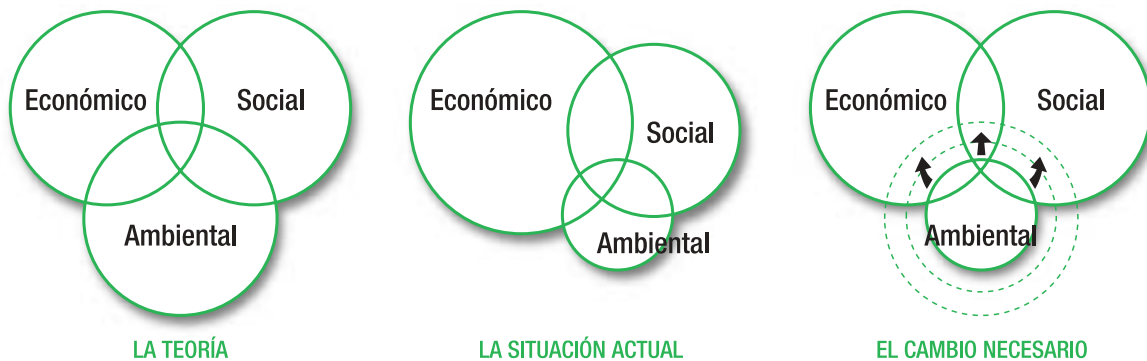 Económico
Social
Ambiental
LA TEORÍA
Económico
Social
Ambiental
LA SITUACIÓN ACTUAL
Económico
Social
Ambiental
EL CAMBIO NECESARIO